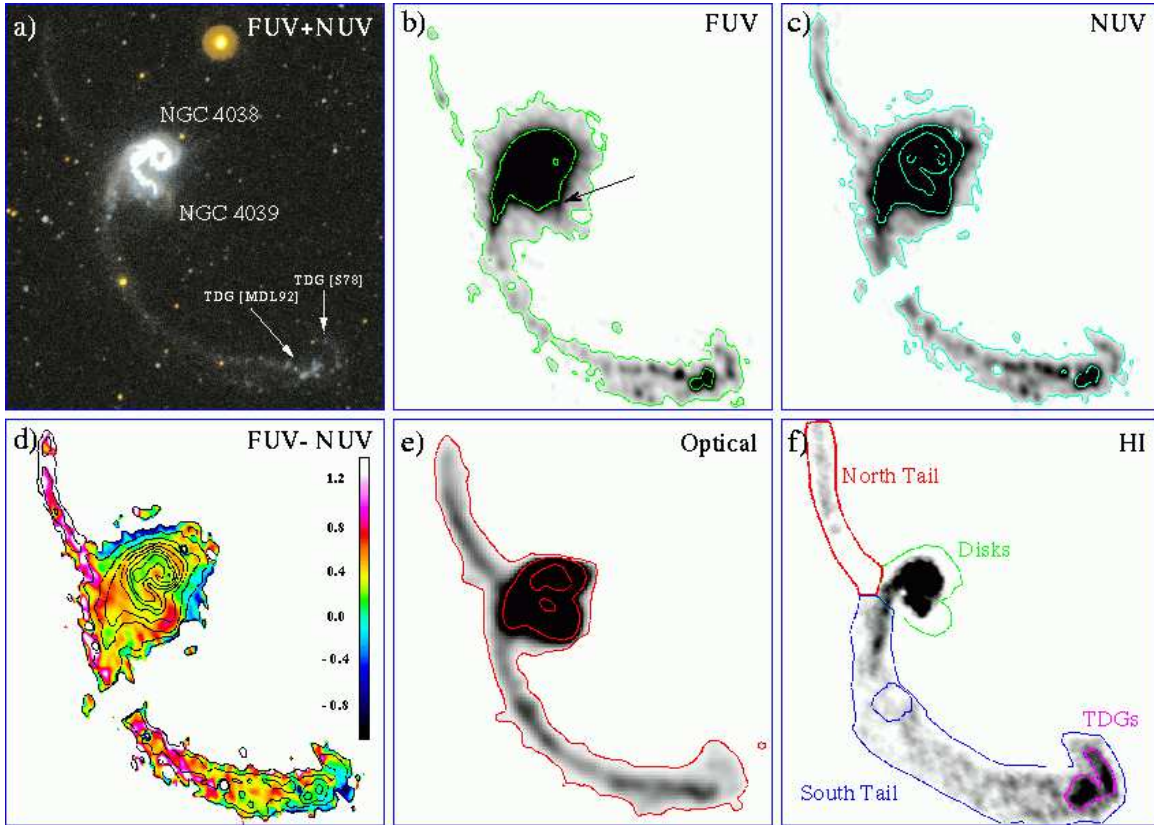 a) FUV+NUV
NGC 4038
NGC 4039
TDG [S78]
TDG [MDL92]
b) FUV
c) NUV
d) FUV- NUV
1.2
0.8
0.4
0.0
- 0.4
- 0.8
e) Optical
f) HI
North Tail
Disks
TDGs
South Tail